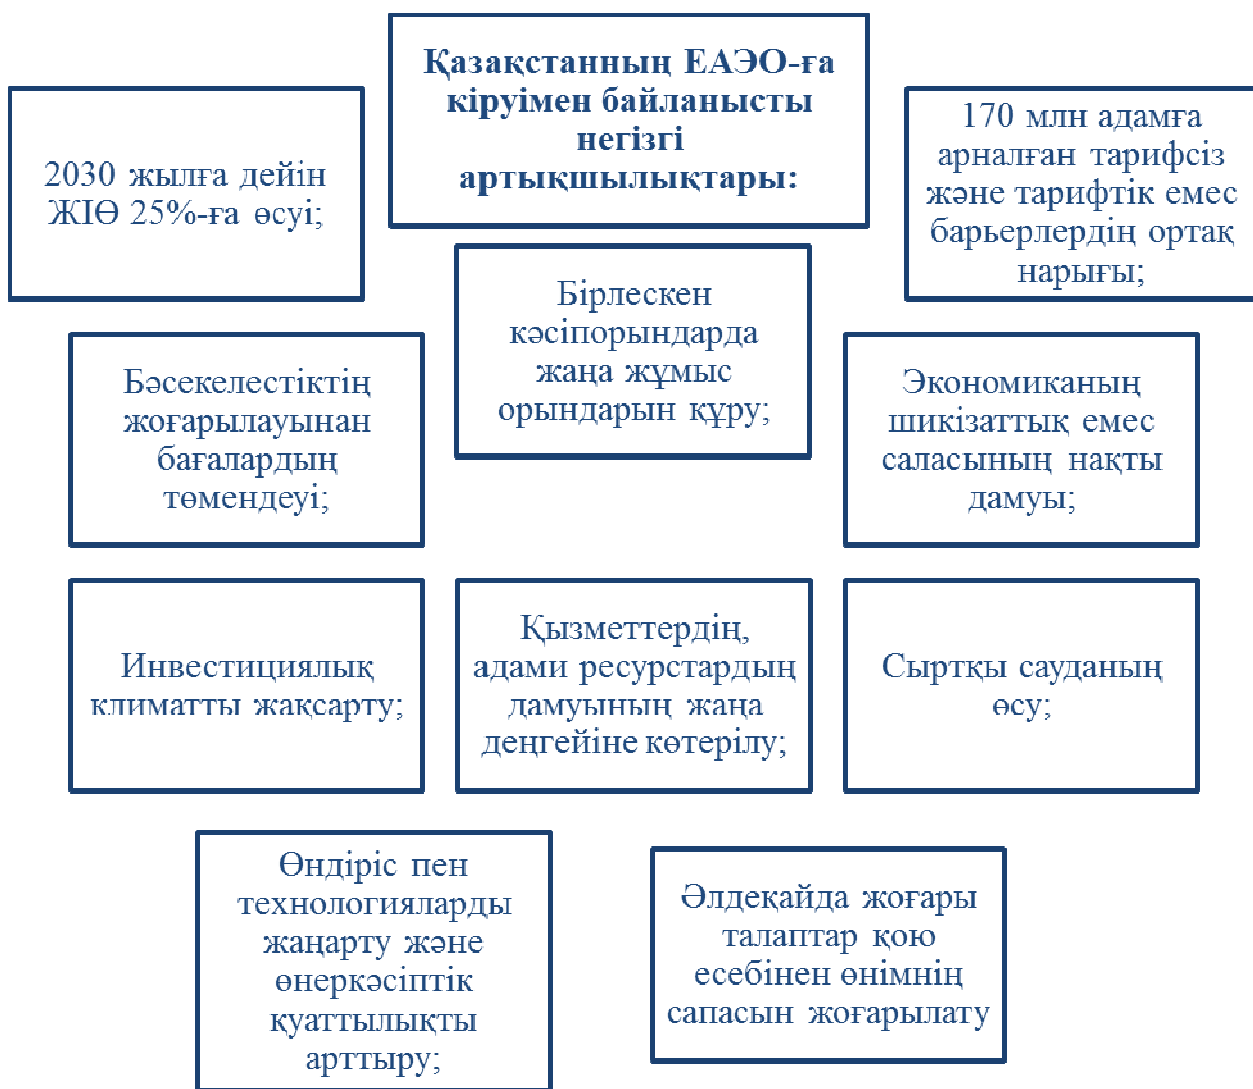 Қазақстанның ЕАЭО-ға
кіруімен байланысты
негізгі
артықшылықтары:
2030 жылға дейін
ЖІӨ 25%-ға өсуі;
170 млн адамға
арналған тарифсіз
және тарифтік емес
барьерлердің ортақ
нарығы;
Бірлескен
кәсіпорындарда
жаңа жұмыс
орындарын құру;
Бәсекелестіктің
жоғарылауынан
бағалардың
төмендеуі;
Экономиканың
шикізаттық емес
саласының нақты
дамуы;
Инвестициялық
климатты жақсарту;
Қызметтердің,
адами ресурстардың
дамуының жаңа
деңгейіне көтерілу;
Сыртқы сауданың
өсу;
Өндіріс пен
технологияларды
жаңарту және
өнеркәсіптік
қуаттылықты
арттыру;
Әлдеқайда жоғары
талаптар қою
есебінен өнімнің
сапасын жоғарылату